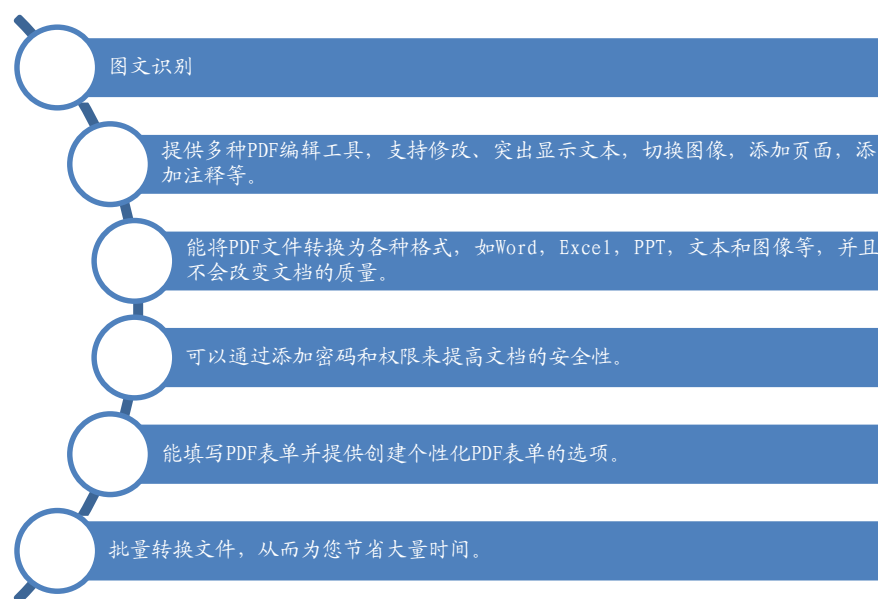 图文识别
提供多种PDF编辑工具，支持修改、突出显示文本，切换图像，添加页面，添
加注释等。
能将PDF文件转换为各种格式，如Word，Excel，PPT，文本和图像等，并且
不会改变文档的质量。
可以通过添加密码和权限来提高文档的安全性。
能填写PDF表单并提供创建个性化PDF表单的选项。
批量转换文件，从而为您节省大量时间。